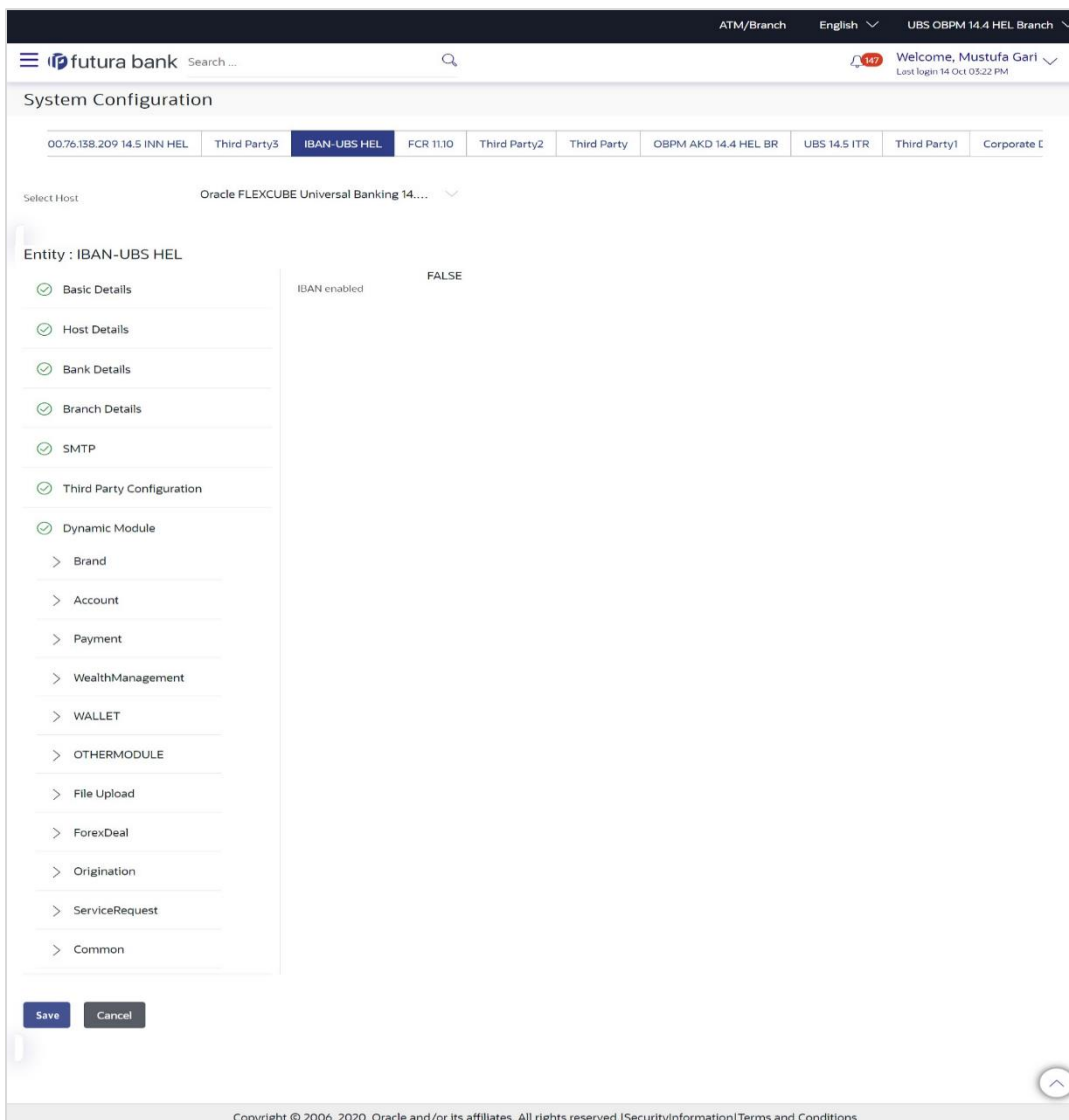 ATM/Branch English UBS OBPM 14.4 HEL Branch
futura bank Search ... 147 Welcome, Mustufa Gari
Last login 14 Oct 03:22 PM
System Configuration
00.76.138.209 14.5 INN HEL Third Party3 IBAN-UBS HEL FCR 11.10 Third Party2 Third Party OBPM AKD 14.4 HEL BR UBS 14.5 ITR Third Party1 Corporate
Select Host Oracle FLEXCUBE Universal Banking 14....
Entity : IBAN-UBS HEL
FALSE
IBAN enabled
Basic Details
Host Details
Bank Details
Branch Details
SMTP
Third Party Configuration
Dynamic Module
Brand
Account
Payment
WealthManagement
WALLET
OTHERMODULE
File Upload
ForexDeal
Origination
ServiceRequest
Common
Save Cancel
Copyright © 2006, 2020, Oracle and/or its affiliates. All rights reserved.|SecurityInformation|Terms and Conditions